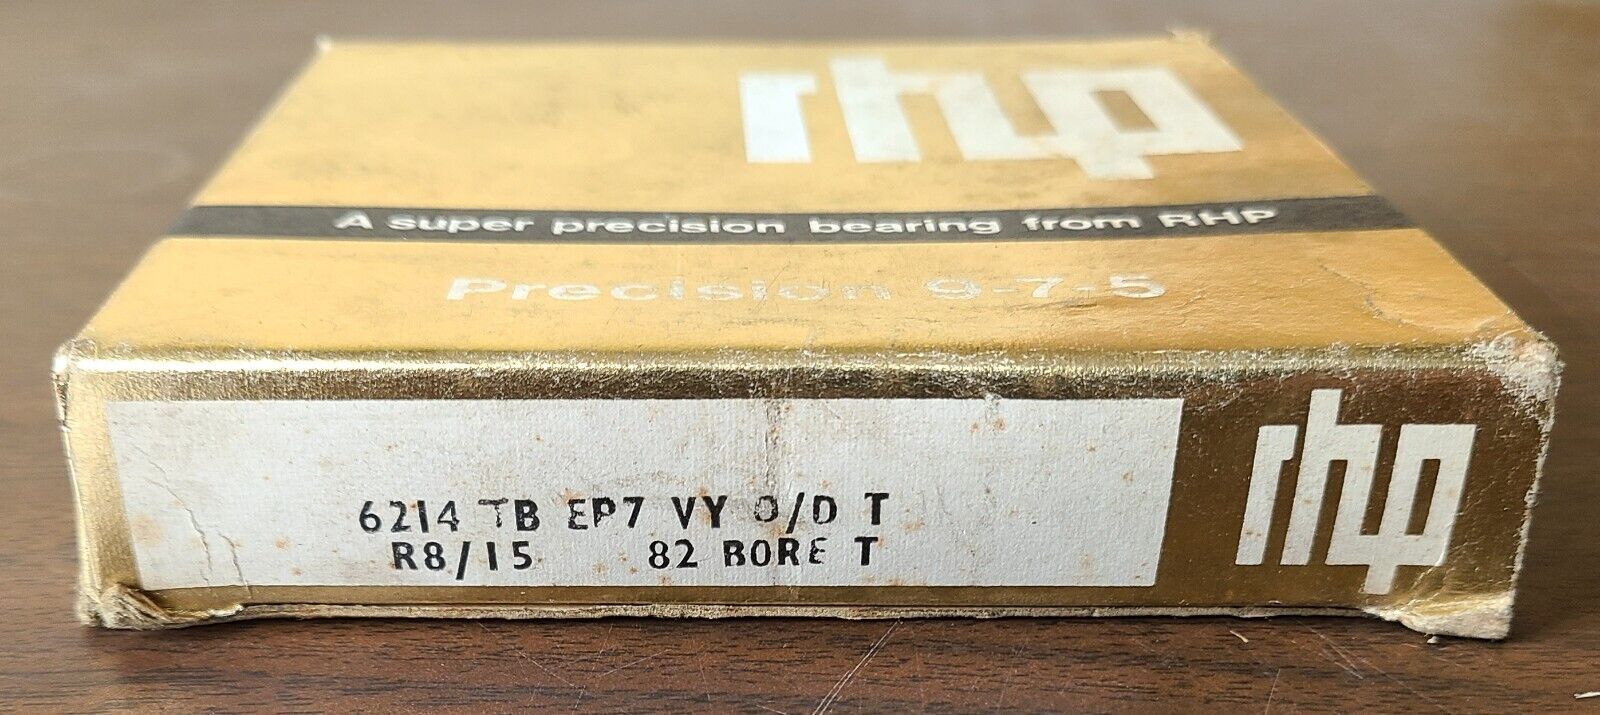 rhp
A super precision bearing from RHP
Precision 9-7-5
6214 TB EP7 VY O/D T
R8/15 82 BORE T
rhp